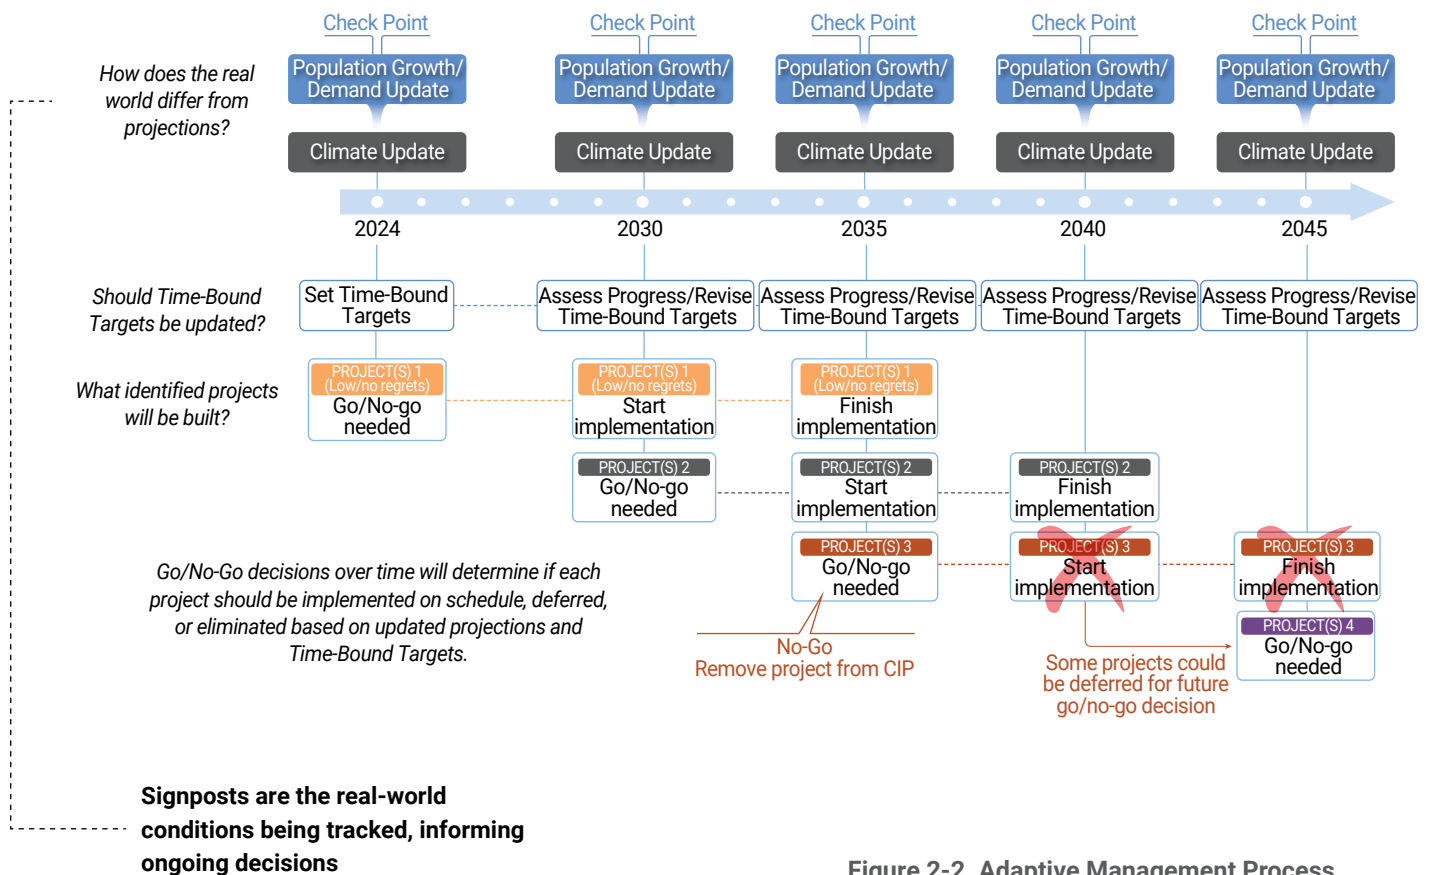 Check Point
Check Point
Check Point
Check Point
Check Point
How does the real
world differ from
projections?
Population Growth/
Demand Update
Population Growth/
Demand Update
Population Growth/
Demand Update
Population Growth/
Demand Update
Population Growth/
Demand Update
Climate Update
Climate Update
Climate Update
Climate Update
Climate Update
2024
2030
2035
2040
2045
Should Time-Bound
Targets be updated?
Set Time-Bound
Targets
Assess Progress/Revise
Time-Bound Targets
Assess Progress/Revise
Time-Bound Targets
Assess Progress/Revise
Time-Bound Targets
Assess Progress/Revise
Time-Bound Targets
What identified projects
will be built?
PROJECT(S) 1
(Low/no regrets)
Go/No-go
needed
PROJECT(S) 1
(Low/no regrets)
Start
implementation
PROJECT(S) 1
(Low/no regrets)
Finish
implementation
PROJECT(S) 2
Go/No-go
needed
PROJECT(S) 2
Start
implementation
PROJECT(S) 2
Finish
implementation
PROJECT(S) 3
Go/No-go
needed
PROJECT(S) 3
Start
implementation
PROJECT(S) 3
Finish
implementation
PROJECT(S) 4
Go/No-go
needed
Go/No-Go decisions over time will determine if each
project should be implemented on schedule, deferred,
or eliminated based on updated projections and
Time-Bound Targets.
No-Go
Remove project from CIP
Some projects could
be deferred for future
go/no-go decision
Signposts are the real-world
conditions being tracked, informing
ongoing decisions
Figure 2-2. Adaptive Management Process